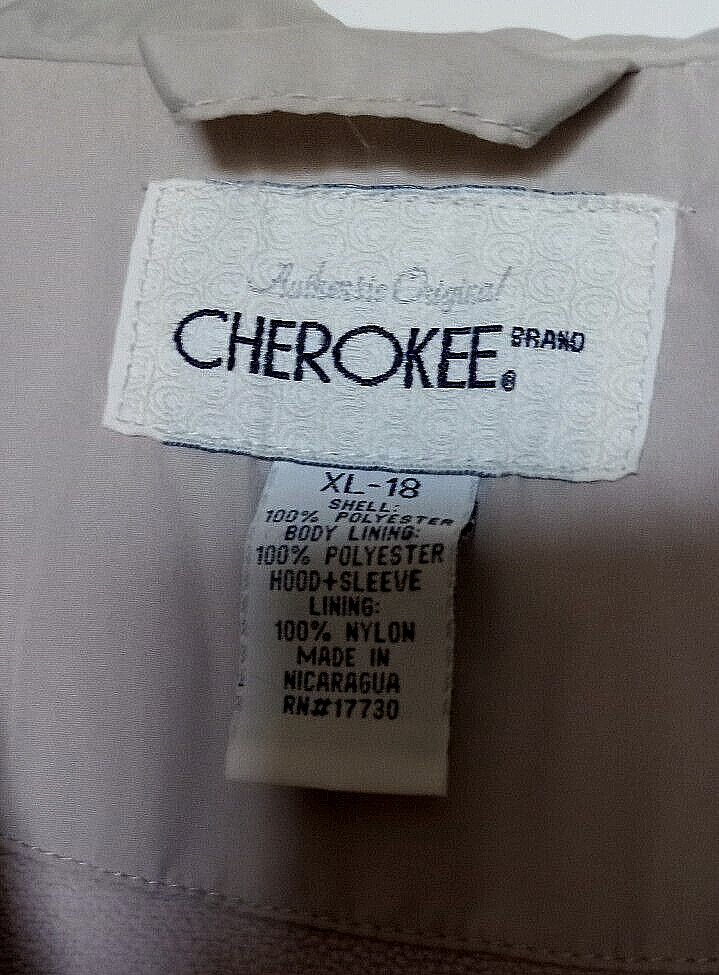 Authentic Original
CHEROKEE® BRAND
XL-18
SHELL:
100% POLYESTER
BODY LINING:
100% POLYESTER
HOOD+SLEEVE
LINING:
100% NYLON
MADE IN
NICARAGUA
RN#17730